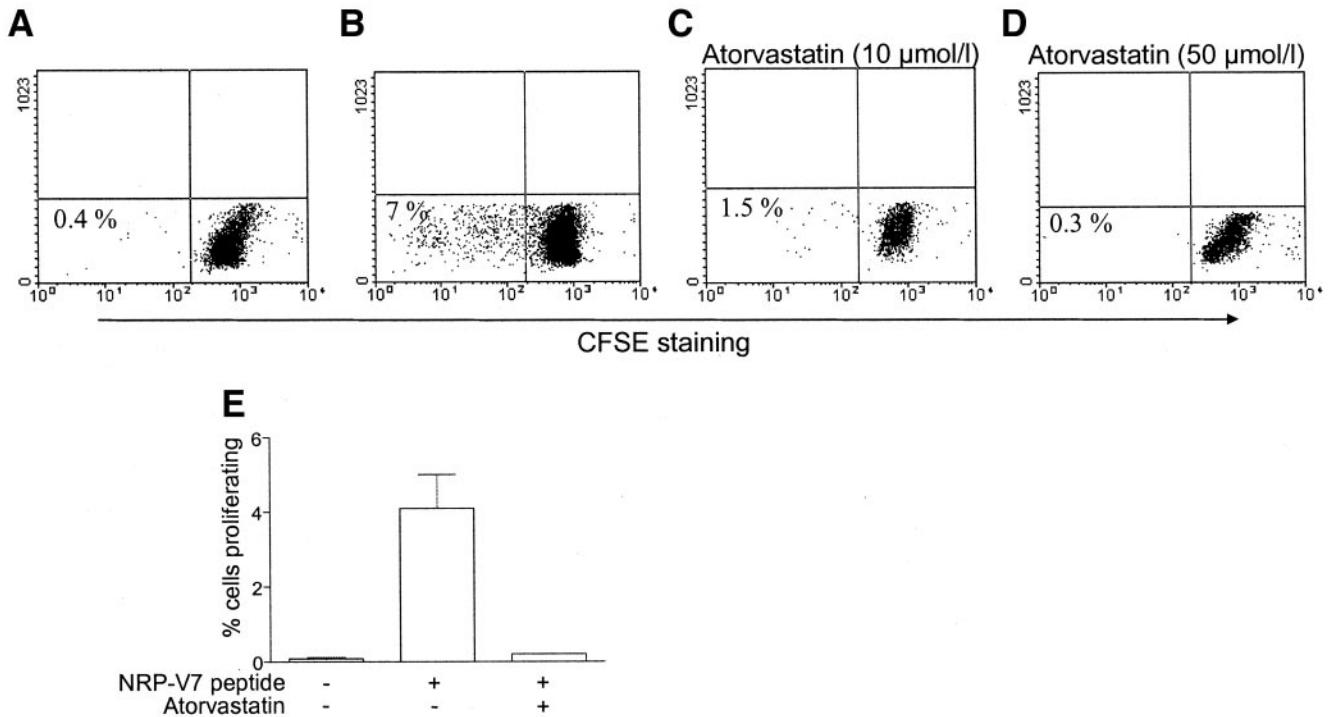 A
B
C
D
Atorvastatin (10 µmol/l)
Atorvastatin (50 µmol/l)
1023
0
0.4 %
10⁰ 10¹ 10² 10³ 10⁴
1023
0
7 %
10⁰ 10¹ 10² 10³ 10⁴
1023
0
1.5 %
10⁰ 10¹ 10² 10³ 10⁴
1023
0
0.3 %
10⁰ 10¹ 10² 10³ 10⁴
CFSE staining
E
% cells proliferating
6
4
2
0
NRP-V7 peptide - + +
Atorvastatin - - +